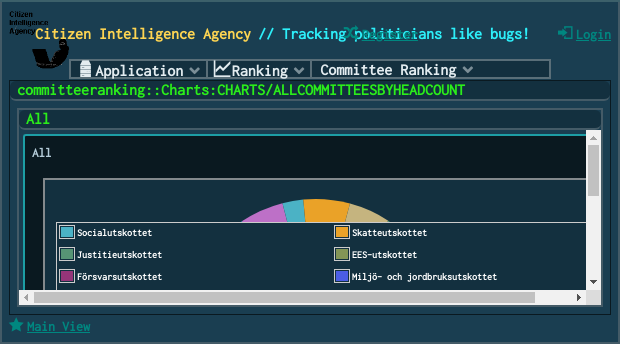 Citizen
Intelligence
Agency
Citizen Intelligence Agency // Tracking politicians like bugs!
Register
Login
Application
Ranking
Committee Ranking
committeeranking::Charts:CHARTS/ALLCOMMITTEESBYHEADCOUNT
All
All
Socialutskottet
Skatteutskottet
Justitieutskottet
EES-utskottet
Försvarsutskottet
Miljö- och jordbruksutskottet
Main View